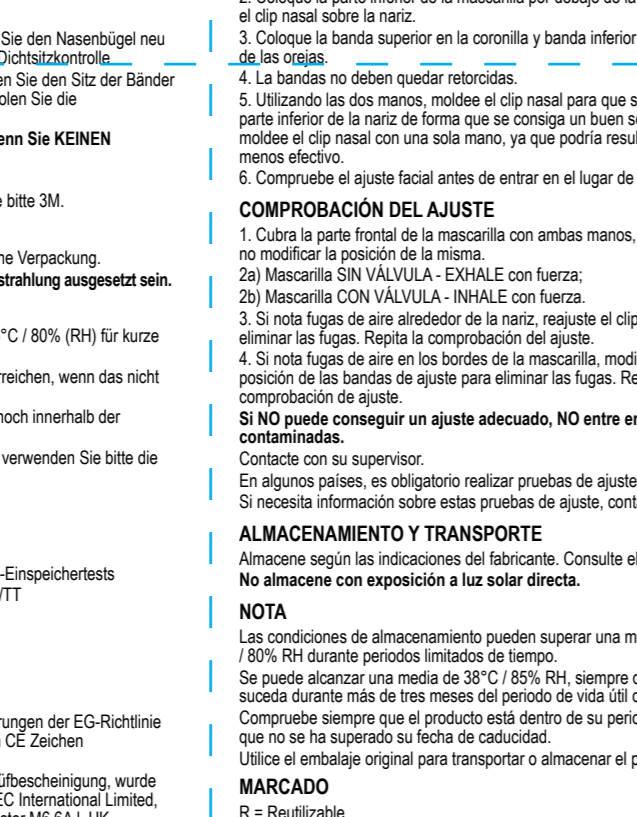 Sie den Nasenbügel neu
Dichtsitzkontrolle
en Sie den Sitz der Bänder
olen Sie die
enn Sie KEINEN
e bitte 3M.
ne Verpackung.
strahlung ausgesetzt sein.
°C / 80% (RH) für kurze
rreichen, wenn das nicht
noch innerhalb der
verwenden Sie bitte die
-Einspeichertests
/TT
rungen der EG-Richtlinie
CE Zeichen
üfbescheinigung, wurde
EC International Limited,
el clip nasal sobre la nariz.
3. Coloque la banda superior en la coronilla y banda inferior
de las orejas.
4. La bandas no deben quedar retorcidas.
5. Utilizando las dos manos, moldee el clip nasal para que s
parte inferior de la nariz de forma que se consiga un buen s
moldee el clip nasal con una sola mano, ya que podría resul
menos efectivo.
6. Compruebe el ajuste facial antes de entrar en el lugar de
COMPROBACIÓN DEL AJUSTE
1. Cubra la parte frontal de la mascarilla con ambas manos,
no modificar la posición de la misma.
2a) Mascarilla SIN VÁLVULA - EXHALE con fuerza;
2b) Mascarilla CON VÁLVULA - INHALE con fuerza.
3. Si nota fugas de aire alrededor de la nariz, reajuste el clip
eliminar las fugas. Repita la comprobación del ajuste.
4. Si nota fugas de aire en los bordes de la mascarilla, modi
posición de las bandas de ajuste para eliminar las fugas. Re
comprobación de ajuste.
Si NO puede conseguir un ajuste adecuado, NO entre en
contaminadas.
Contacte con su supervisor.
En algunos países, es obligatorio realizar pruebas de ajuste
Si necesita información sobre estas pruebas de ajuste, cont
ALMACENAMIENTO Y TRANSPORTE
Almacene según las indicaciones del fabricante. Consulte el
No almacene con exposición a luz solar directa.
NOTA
Las condiciones de almacenamiento pueden superar una m
/ 80% RH durante periodos limitados de tiempo.
Se puede alcanzar una media de 38°C / 85% RH, siempre q
suceda durante más de tres meses del periodo de vida útil d
Compruebe siempre que el producto está dentro de su perio
que no se ha superado su fecha de caducidad.
Utilice el embalaje original para transportar o almacenar el p
MARCADO
R = Reutilizable